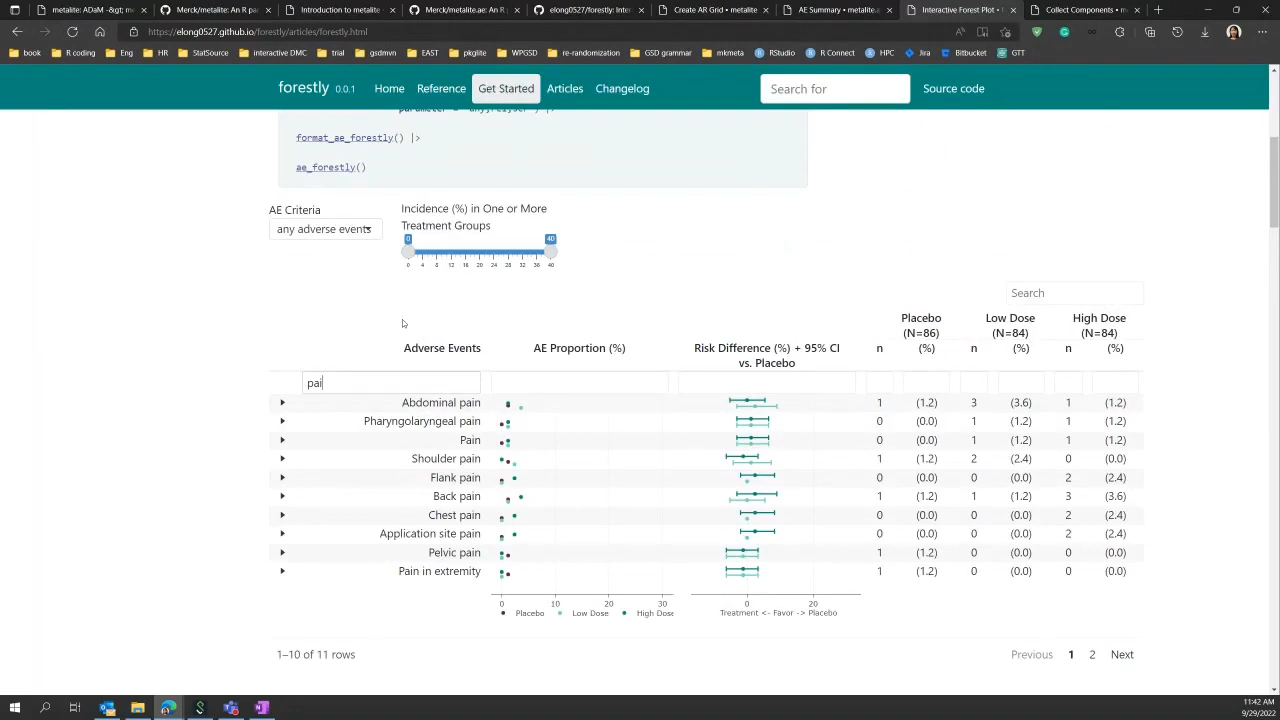 metalite: ADaM -&gt; m
Merck/metalite: An R pa
Introduction to metalite
Merck/metalite.ae: An R
elong0527/forestly: Inter
Create AR Grid • metalite
AE Summary • metalite.a
Interactive Forest Plot • f
Collect Components • m
https://elong0527.github.io/forestly/articles/forestly.html
book
R coding
Eng
HR
StatSource
interactive DMC
trial
gsdmvn
EAST
pkglite
WPGSD
re-randomization
GSD grammar
mkmeta
RStudio
R Connect
HPC
Jira
Bitbucket
GTT
forestly 0.0.1 Home Reference Get Started Articles Changelog Search for Source code
format_ae_forestly() |>
ae_forestly()
AE Criteria
any adverse events
Incidence (%) in One or More
Treatment Groups
0 40
0 4 8 12 16 20 24 28 32 36 40
Search
Placebo Low Dose High Dose
(N=86) (N=84) (N=84)
Adverse Events AE Proportion (%) Risk Difference (%) + 95% CI n (%) n (%) n (%)
vs. Placebo
pai
Abdominal pain 1 (1.2) 3 (3.6) 1 (1.2)
Pharyngolaryngeal pain 0 (0.0) 1 (1.2) 1 (1.2)
Pain 0 (0.0) 1 (1.2) 1 (1.2)
Shoulder pain 1 (1.2) 2 (2.4) 0 (0.0)
Flank pain 0 (0.0) 0 (0.0) 2 (2.4)
Back pain 1 (1.2) 1 (1.2) 3 (3.6)
Chest pain 0 (0.0) 0 (0.0) 2 (2.4)
Application site pain 0 (0.0) 0 (0.0) 2 (2.4)
Pelvic pain 1 (1.2) 0 (0.0) 0 (0.0)
Pain in extremity 1 (1.2) 0 (0.0) 0 (0.0)
0 10 20 30 0 20
Placebo Low Dose High Dose Treatment <- Favor -> Placebo
1–10 of 11 rows Previous 1 2 Next
11:42 AM
9/29/2022